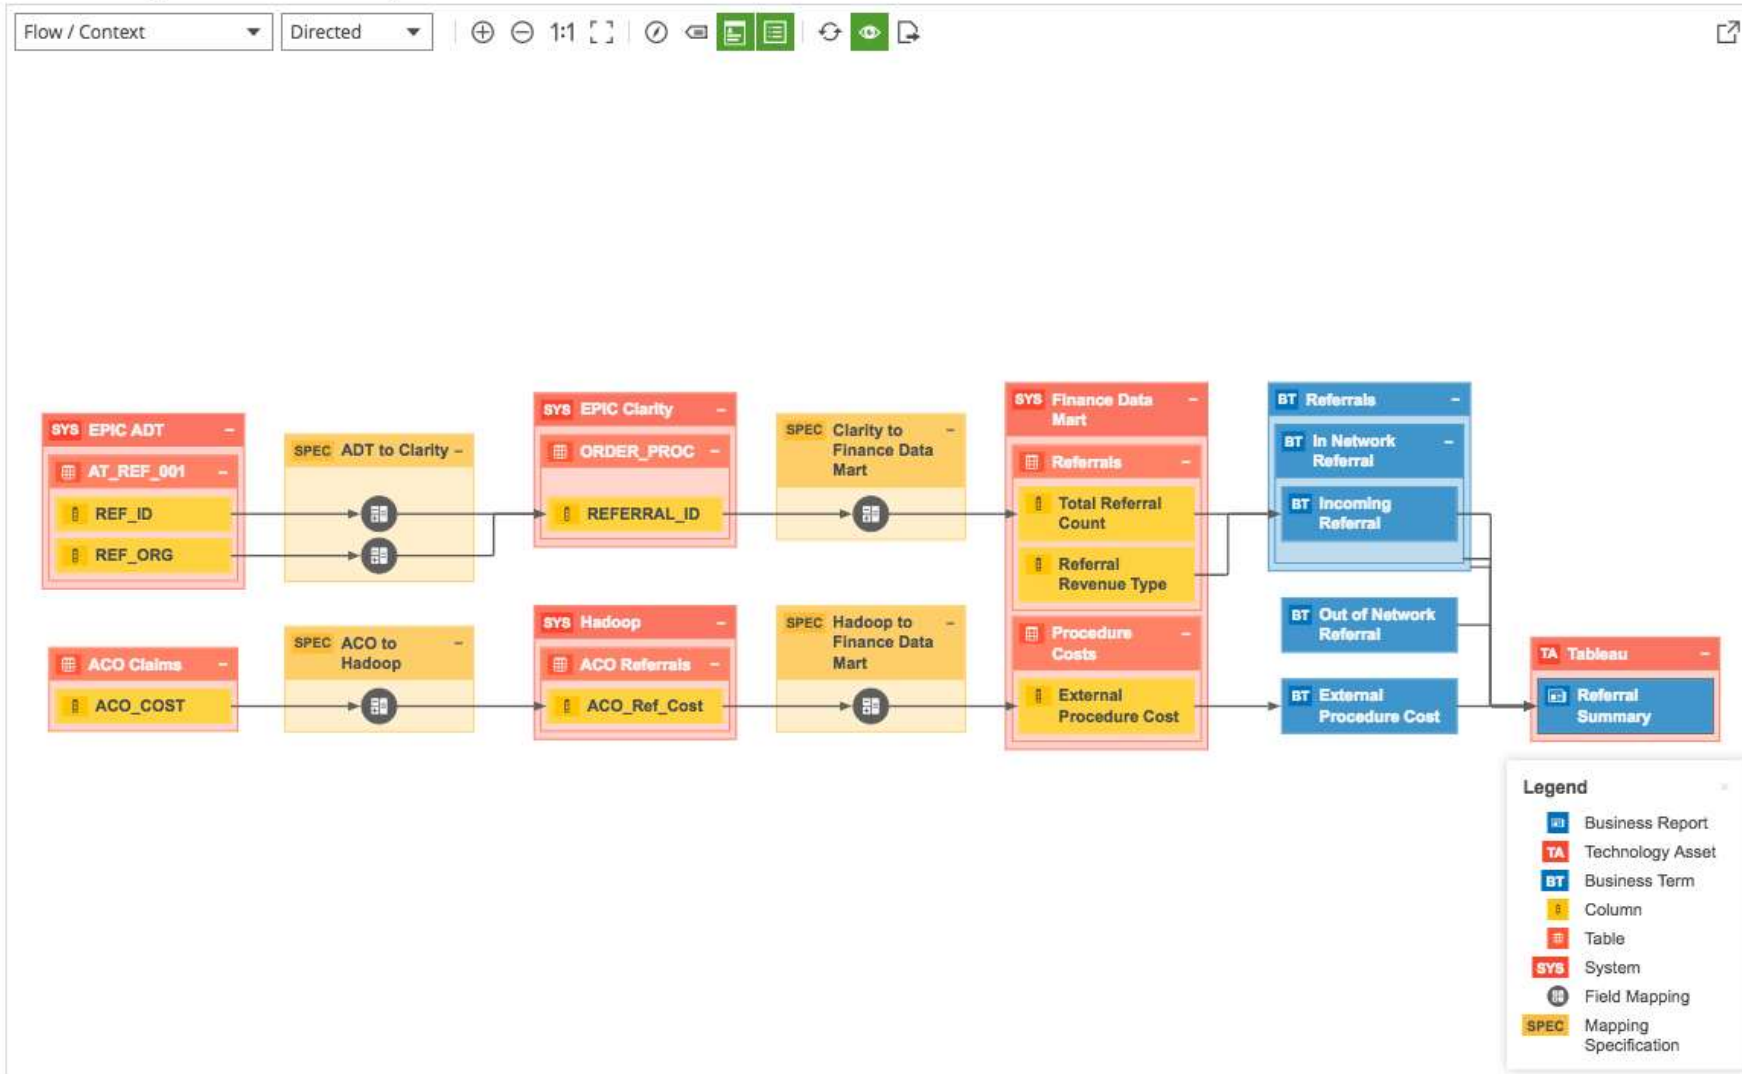 Flow / Context
Directed
1:1
SYS EPIC ADT
AT_REF_001
REF_ID
REF_ORG
SPEC ADT to Clarity
SYS EPIC Clarity
ORDER_PROC
REFERRAL_ID
SPEC Clarity to
Finance Data
Mart
SYS Finance Data
Mart
Referrals
Total Referral
Count
Referral
Revenue Type
BT Referrals
BT In Network
Referral
BT Incoming
Referral
BT Out of Network
Referral
ACO Claims
ACO_COST
SPEC ACO to
Hadoop
SYS Hadoop
ACO Referrals
ACO_Ref_Cost
SPEC Hadoop to
Finance Data
Mart
Procedure
Costs
External
Procedure Cost
BT External
Procedure Cost
TA Tableau
Referral
Summary
Legend
Business Report
TA Technology Asset
BT Business Term
Column
Table
SYS System
Field Mapping
SPEC Mapping
Specification